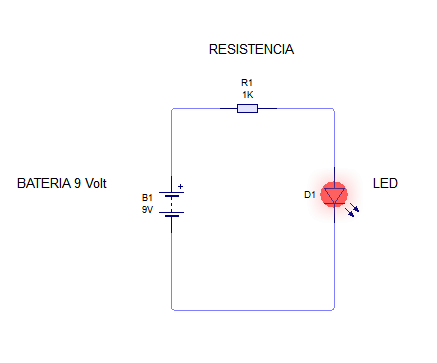 RESISTENCIA
R1
1K
BATERIA 9 Volt
B1
9V
+
D1
LED